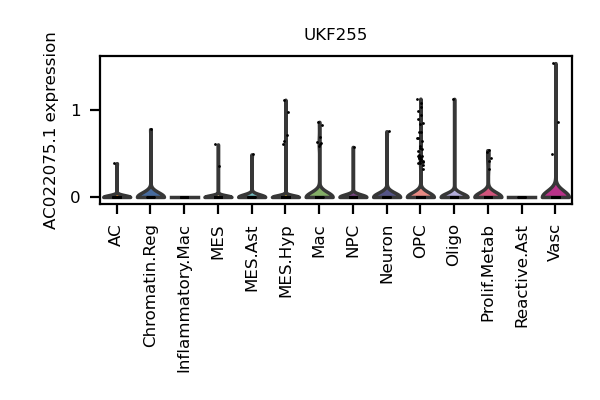 UKF255
AC022075.1 expression
1
0
AC
Chromatin.Reg
Inflammatory.Mac
MES
MES.Ast
MES.Hyp
Mac
NPC
Neuron
OPC
Oligo
Prolif.Metab
Reactive.Ast
Vasc